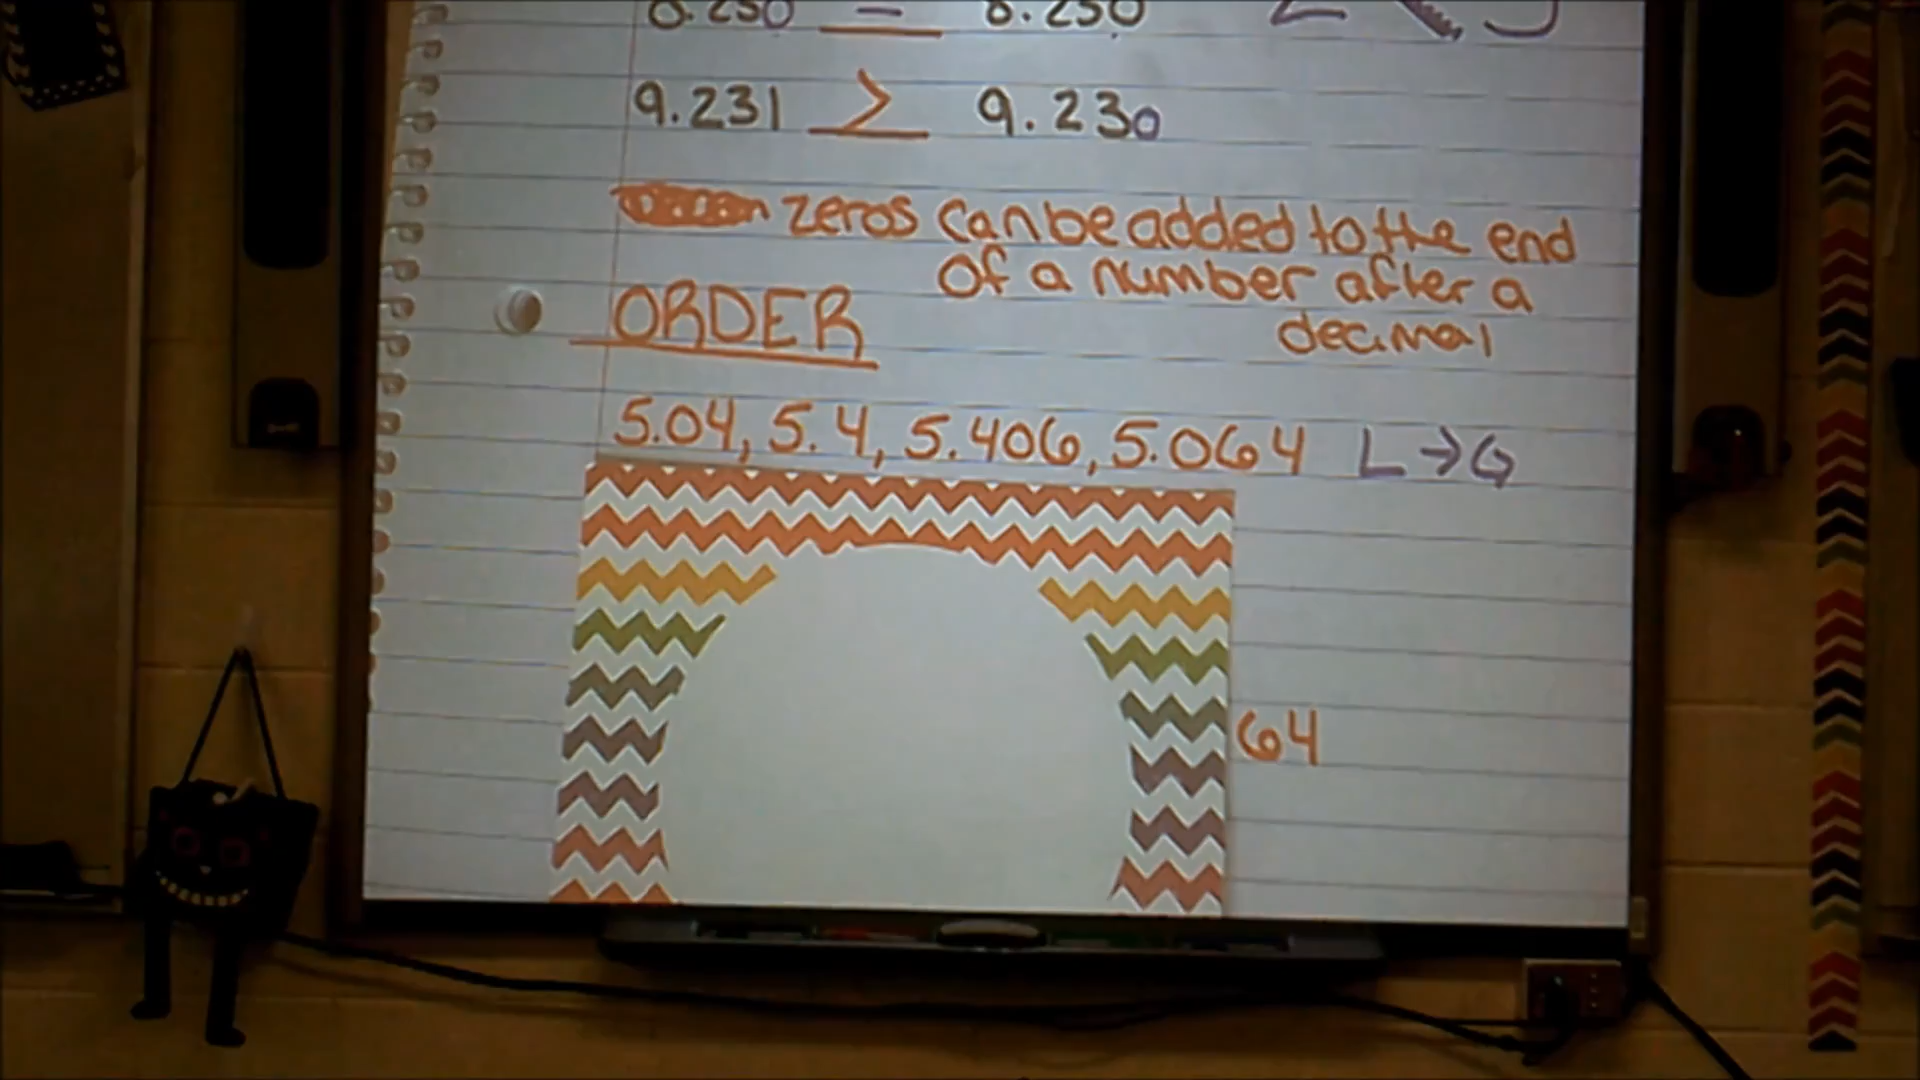 9.231 > 9.230
zeros can be added to the end
of a number after a
decimal
ORDER
5.04, 5.4, 5.406, 5.064 L → G
64